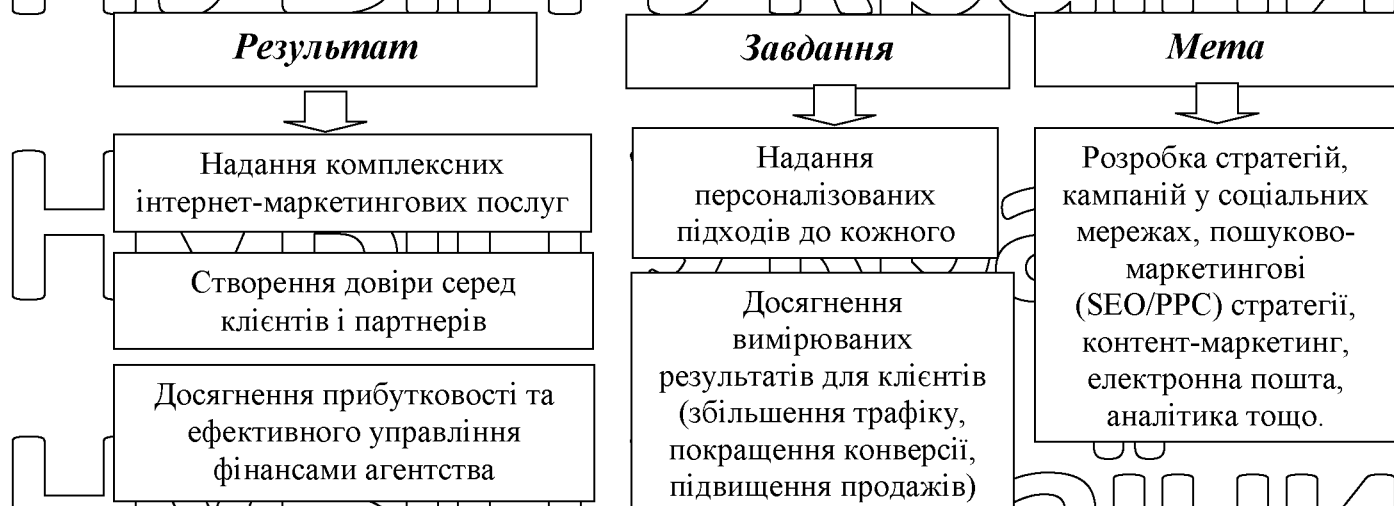 Результат
Надання комплексних
інтернет-маркетингових послуг
Створення довіри серед
клієнтів і партнерів
Досягнення прибутковості та
ефективного управління
фінансами агентства
Завдання
Надання
персоналізованих
підходів до кожного
Досягнення
вимірюваних
результатів для клієнтів
(збільшення трафіку,
покращення конверсії,
підвищення продажів)
Мета
Розробка стратегій,
кампаній у соціальних
мережах, пошуково-
маркетингові
(SEO/PPC) стратегії,
контент-маркетинг,
електронна пошта,
аналітика тощо.